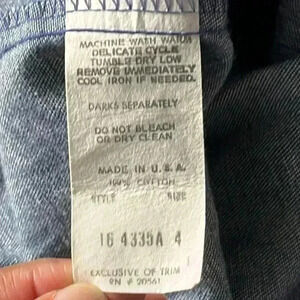 MACHINE WASH WARM
DELICATE CYCLE
TUMBLE DRY LOW
REMOVE IMMEDIATELY
COOL IRON IF NEEDED.
DARKS SEPARATELY
DO NOT BLEACH
OR DRY CLEAN
MADE IN U.S.A.
100% COTTON
STYLE SIZE
16 4335A 4
EXCLUSIVE OF TRIM
RN # 20561